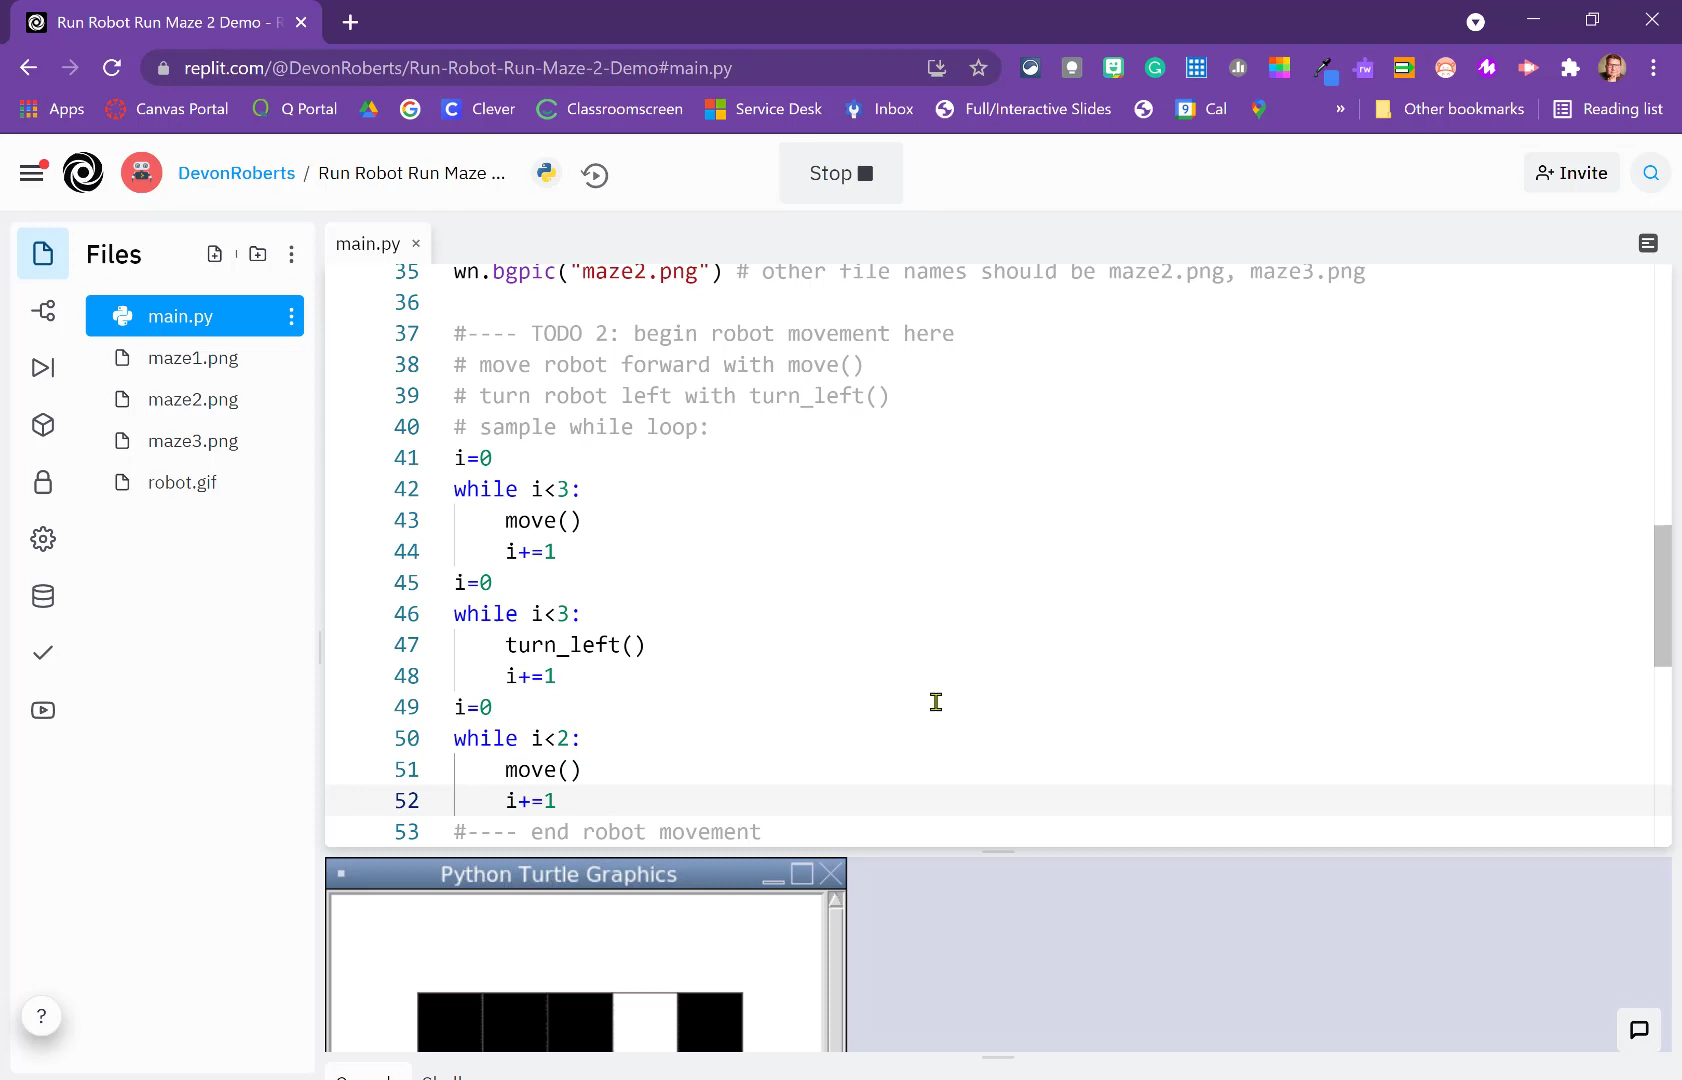 Run Robot Run Maze 2 Demo - R
replit.com/@DevonRoberts/Run-Robot-Run-Maze-2-Demo#main.py
Apps Canvas Portal Q Portal Clever Classroomscreen Service Desk Inbox Full/Interactive Slides 9 Cal » Other bookmarks Reading list
DevonRoberts / Run Robot Run Maze ... Stop Invite
Files
main.py
maze1.png
maze2.png
maze3.png
robot.gif
main.py
35 wn.bgpic("maze2.png") # other file names should be maze2.png, maze3.png
36
37 #---- TODO 2: begin robot movement here
38 # move robot forward with move()
39 # turn robot left with turn_left()
40 # sample while loop:
41 i=0
42 while i<3:
43 move()
44 i+=1
45 i=0
46 while i<3:
47 turn_left()
48 i+=1
49 i=0
50 while i<2:
51 move()
52 i+=1
53 #---- end robot movement
Python Turtle Graphics
?